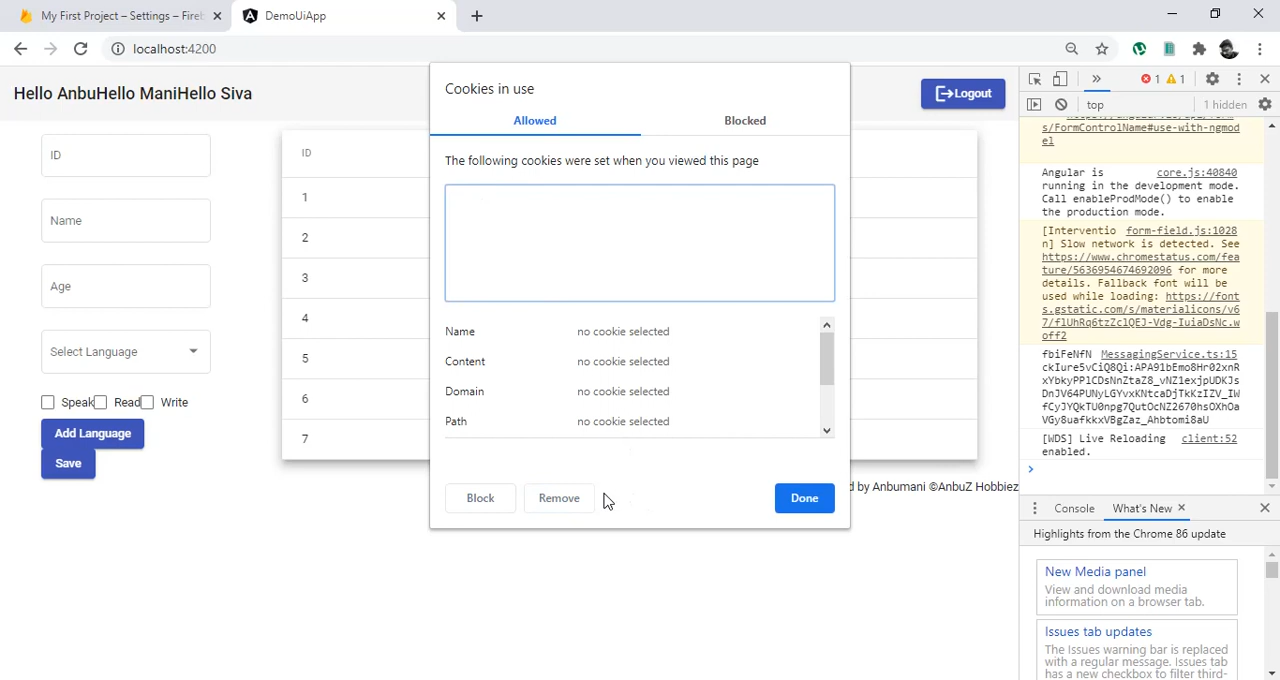 My First Project – Settings – Fireb
DemoUiApp
localhost:4200
Hello AnbuHello ManiHello Siva
Logout
ID
Name
Age
Select Language
Speak
Read
Write
Add Language
Save
ID
1
2
3
4
5
6
7
d by Anbumani ©AnbuZ Hobbiez
Cookies in use
Allowed
Blocked
The following cookies were set when you viewed this page
Name no cookie selected
Content no cookie selected
Domain no cookie selected
Path no cookie selected
Block
Remove
Done
1 1
top
1 hidden
s/FormControlName#use-with-ngmod
el
Angular is core.js:40840
running in the development mode.
Call enableProdMode() to enable
the production mode.
[Interventio form-field.js:1028
n] Slow network is detected. See
https://www.chromestatus.com/fea
ture/5636954674692096 for more
details. Fallback font will be
used while loading: https://font
s.gstatic.com/s/materialicons/v6
7/flUhRq6tzZclQEJ-Vdg-IuiaDsNc.w
off2
fbiFeNfN MessagingService.ts:15
ckIure5vCiQ8Qi:APA91bEmo8Hr02xnR
xYbkyPPlCDsNnZtaZ8_vNZ1exjpUDKJs
DnJV64PUNyLGYvxKNtcaDjTkKzIZV_IW
fCyJYQkTU0npg7QutOcNZ2670hsOXhOa
VGy8uafkkxVBgZaz_Ahbtomi8aU
[WDS] Live Reloading client:52
enabled.
Console
What's New
Highlights from the Chrome 86 update
New Media panel
View and download media
information on a browser tab.
Issues tab updates
The Issues warning bar is replaced
with a regular message. Issues tab
has a new checkbox to filter third-